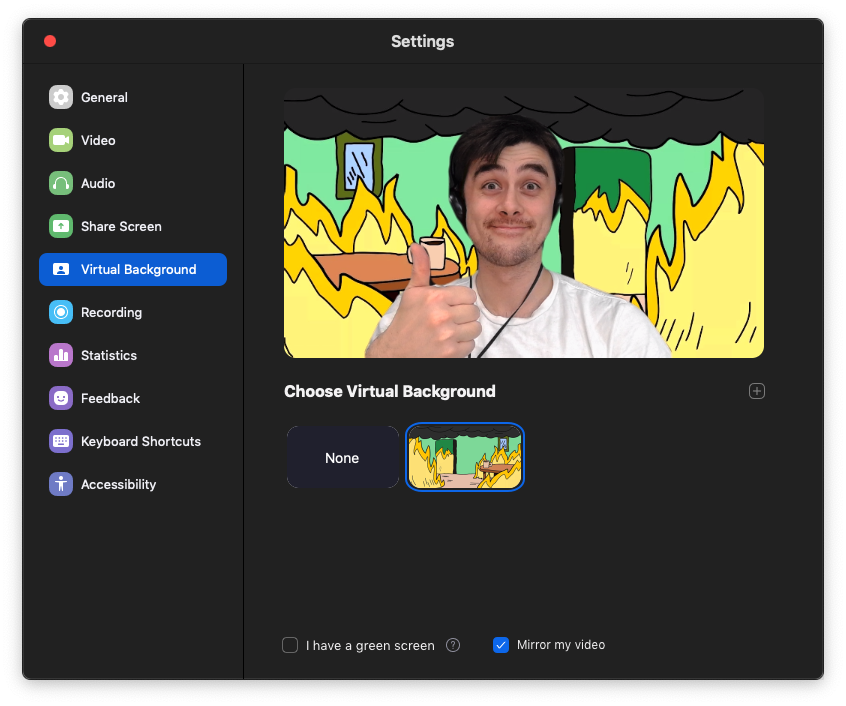 Settings
General
Video
Audio
Share Screen
Virtual Background
Recording
Statistics
Feedback
Keyboard Shortcuts
Accessibility
Choose Virtual Background
None
I have a green screen ?
Mirror my video